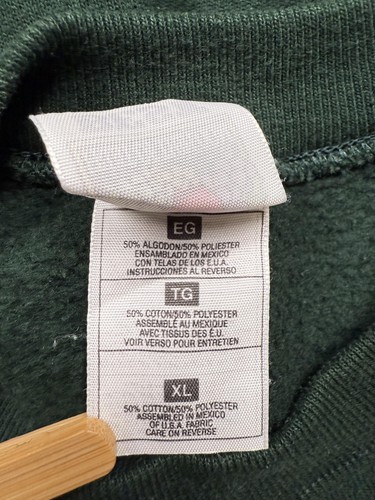 EG
50% ALGODON/50% POLIESTER
ENSAMBLADO EN MEXICO
CON TELAS DE LOS E.U.A.
INSTRUCCIONES AL REVERSO
TG
50% COTON/50% POLYESTER
ASSEMBLÉ AU MEXIQUE
AVEC TISSUS DES É.U.
VOIR VERSO POUR ENTRETIEN
XL
50% COTTON/50% POLYESTER
ASSEMBLED IN MEXICO
OF U.S.A. FABRIC
CARE ON REVERSE